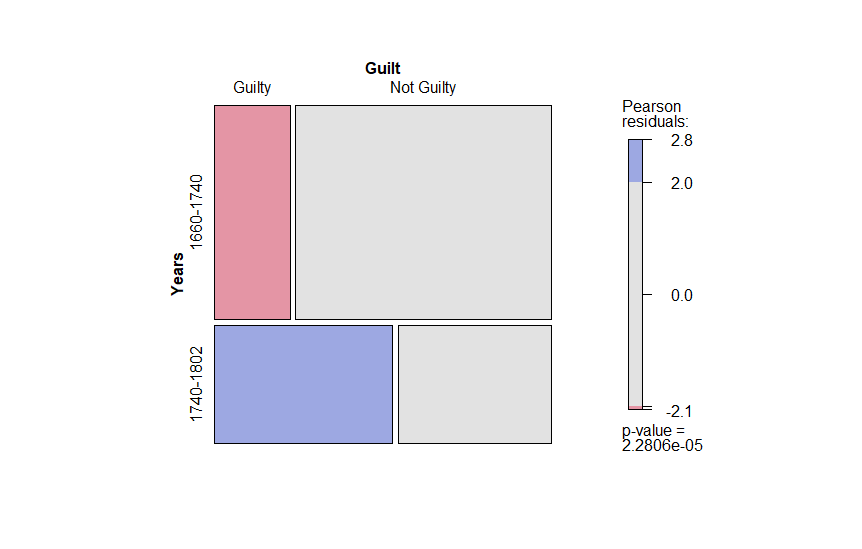 Guilt
Guilty Not Guilty
Years
1660-1740
1740-1802
Pearson
residuals:
2.8
2.0
0.0
-2.1
p-value =
2.2806e-05